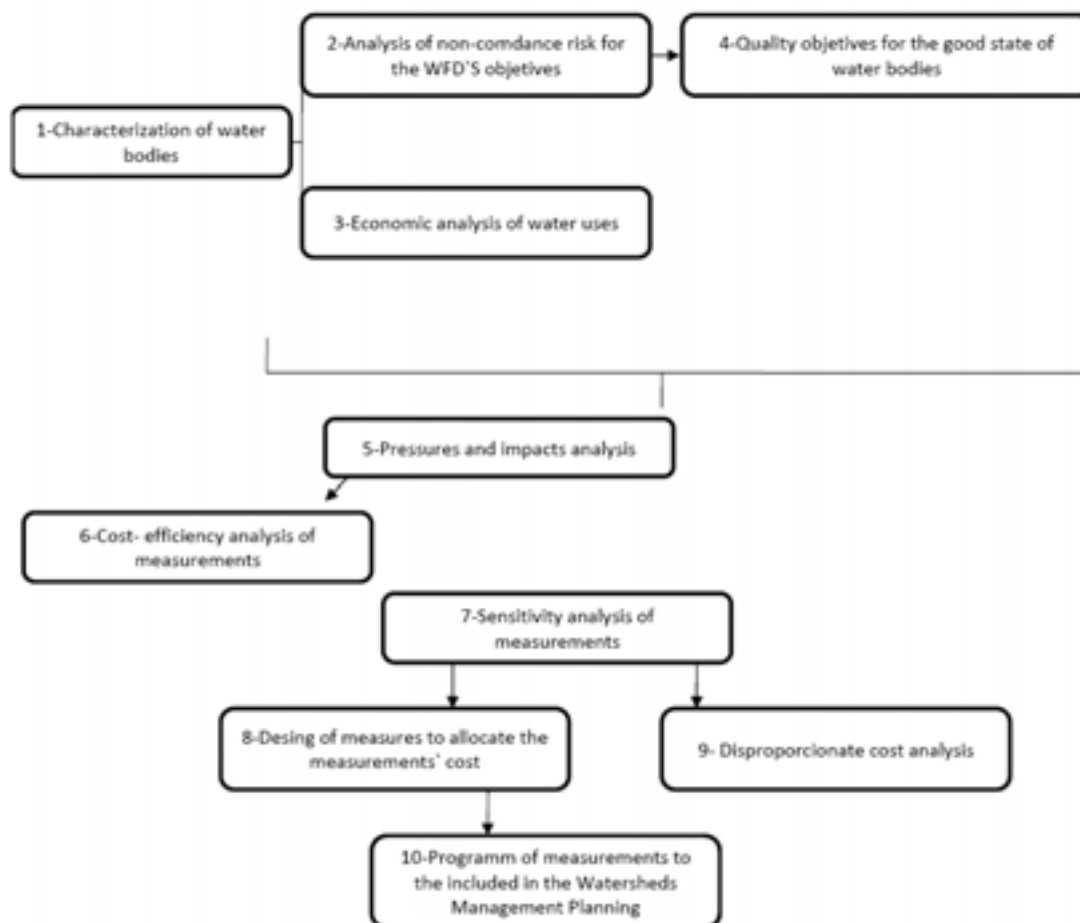 2-Analysis of non-comdance risk for
the WFD`S objetives
4-Quality objetives for the good state of
water bodies
1-Characterization of water
bodies
3-Economic analysis of water uses
5-Pressures and impacts analysis
6-Cost- efficiency analysis of
measurements
7-Sensitivity analysis of
measurements
8-Desing of measures to allocate the
measurements` cost
9- Disproporcionate cost analysis
10-Programm of measurements to
the included in the Watersheds
Management Planning